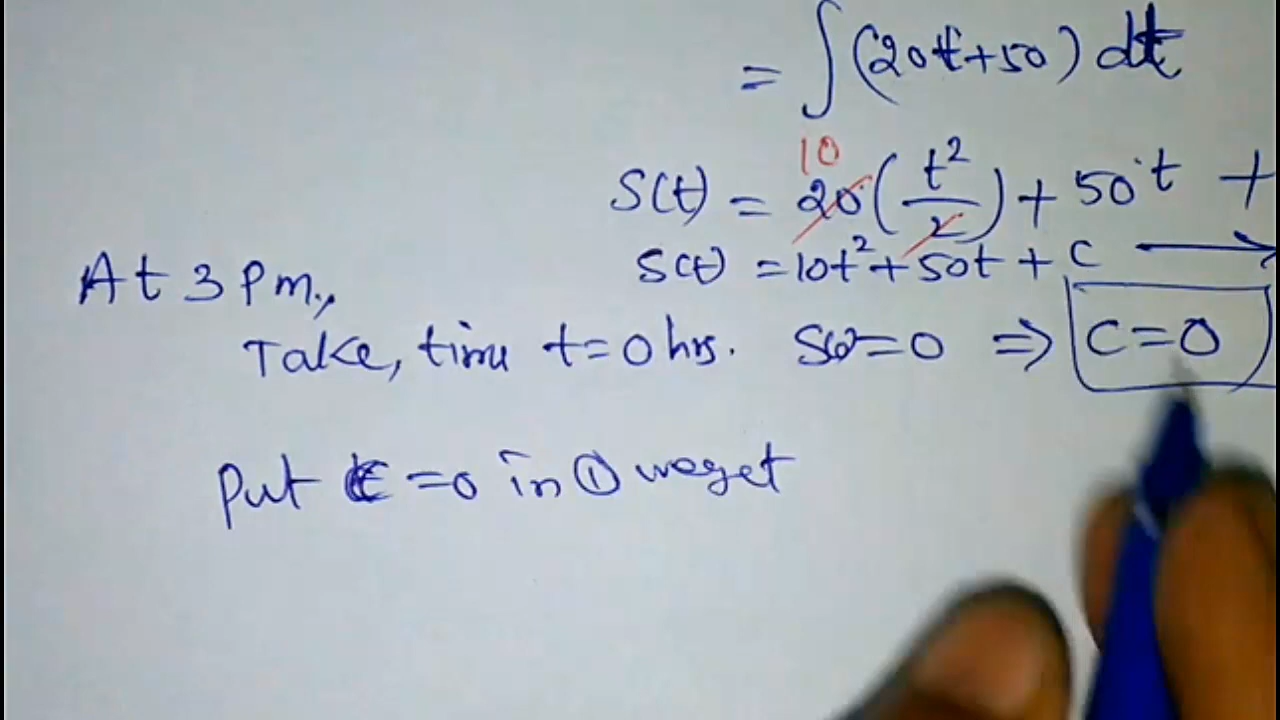 = ∫(20t+50) dt
10
S(t) = 20(t²/2) + 50t +
S(t) = 10t² + 50t + C →
At 3 pm.,
Take, time t=0 hrs. S(0)=0 ⇒ C=0
Put C=0 in ① we get